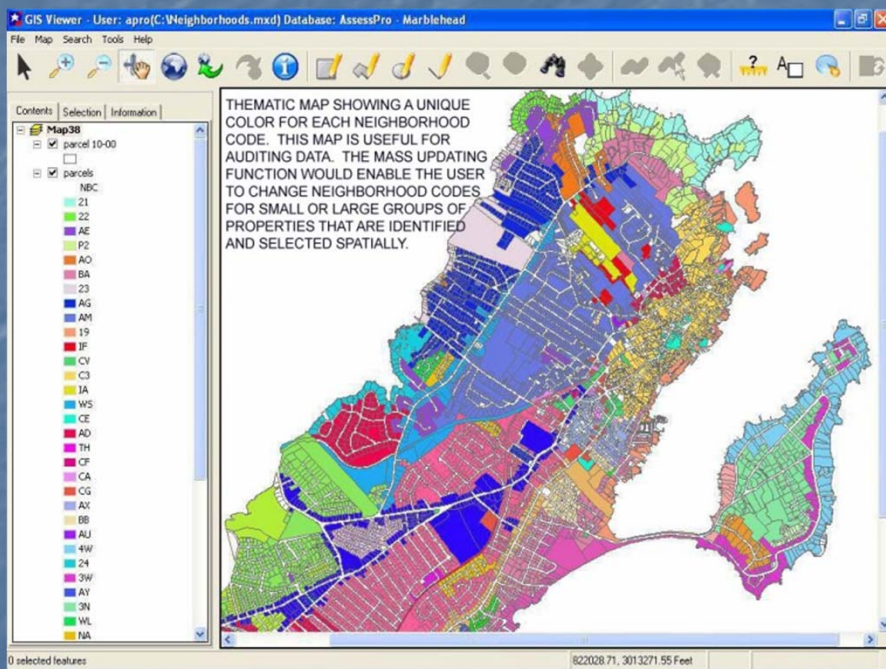 GIS Viewer - User: apro(C:\Neighborhoods.mxd) Database: AssessPro - Marblehead
File Map Search Tools Help
Contents Selection Information
Map38
parcel 10-00
parcels
NBC
21
22
AE
P2
AO
BA
23
AG
AM
19
IF
CV
C3
IA
WS
CE
AD
TH
CF
CA
CG
AX
BB
AU
4W
24
3W
AY
3N
WL
NA
THEMATIC MAP SHOWING A UNIQUE
COLOR FOR EACH NEIGHBORHOOD
CODE. THIS MAP IS USEFUL FOR
AUDITING DATA. THE MASS UPDATING
FUNCTION WOULD ENABLE THE USER
TO CHANGE NEIGHBORHOOD CODES
FOR SMALL OR LARGE GROUPS OF
PROPERTIES THAT ARE IDENTIFIED
AND SELECTED SPATIALLY.
0 selected features
822028.71, 3013271.55 Feet